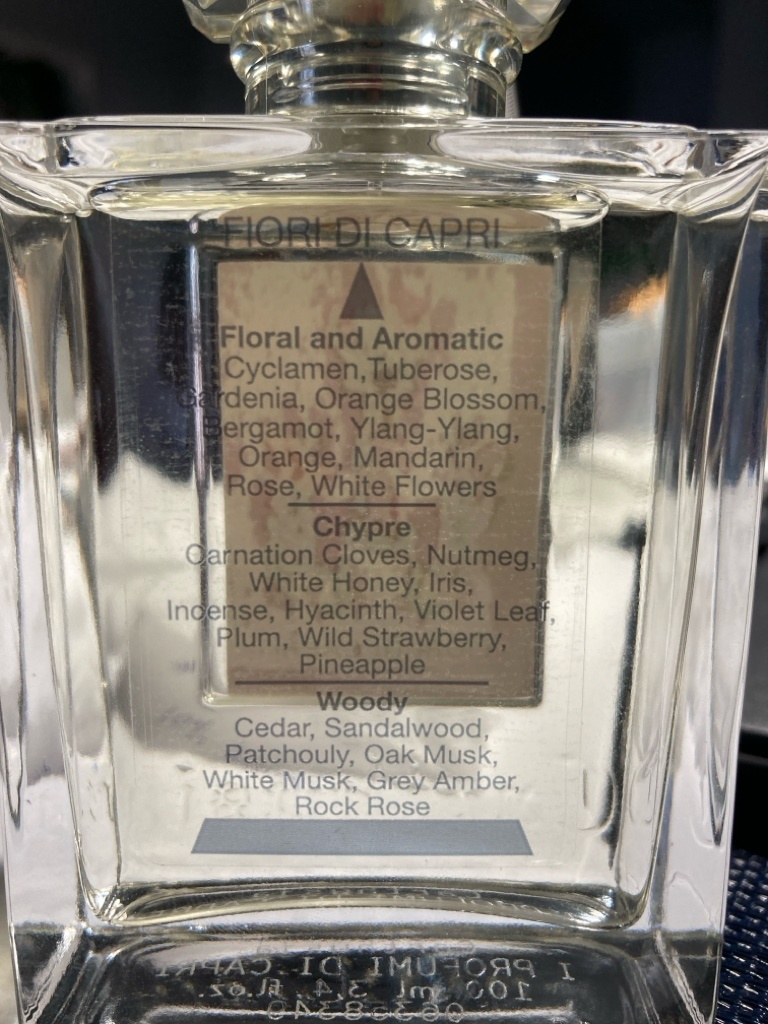 FIORI DI CAPRI
Floral and Aromatic
Cyclamen,Tuberose,
Gardenia, Orange Blossom,
Bergamot, Ylang-Ylang,
Orange, Mandarin,
Rose, White Flowers
Chypre
Carnation Cloves, Nutmeg,
White Honey, Iris,
Incense, Hyacinth, Violet Leaf,
Plum, Wild Strawberry,
Pineapple
Woody
Cedar, Sandalwood,
Patchouly, Oak Musk,
White Musk, Grey Amber,
Rock Rose
I PROFUMI DI CAPRI
100 ml 3,4 fl.oz.